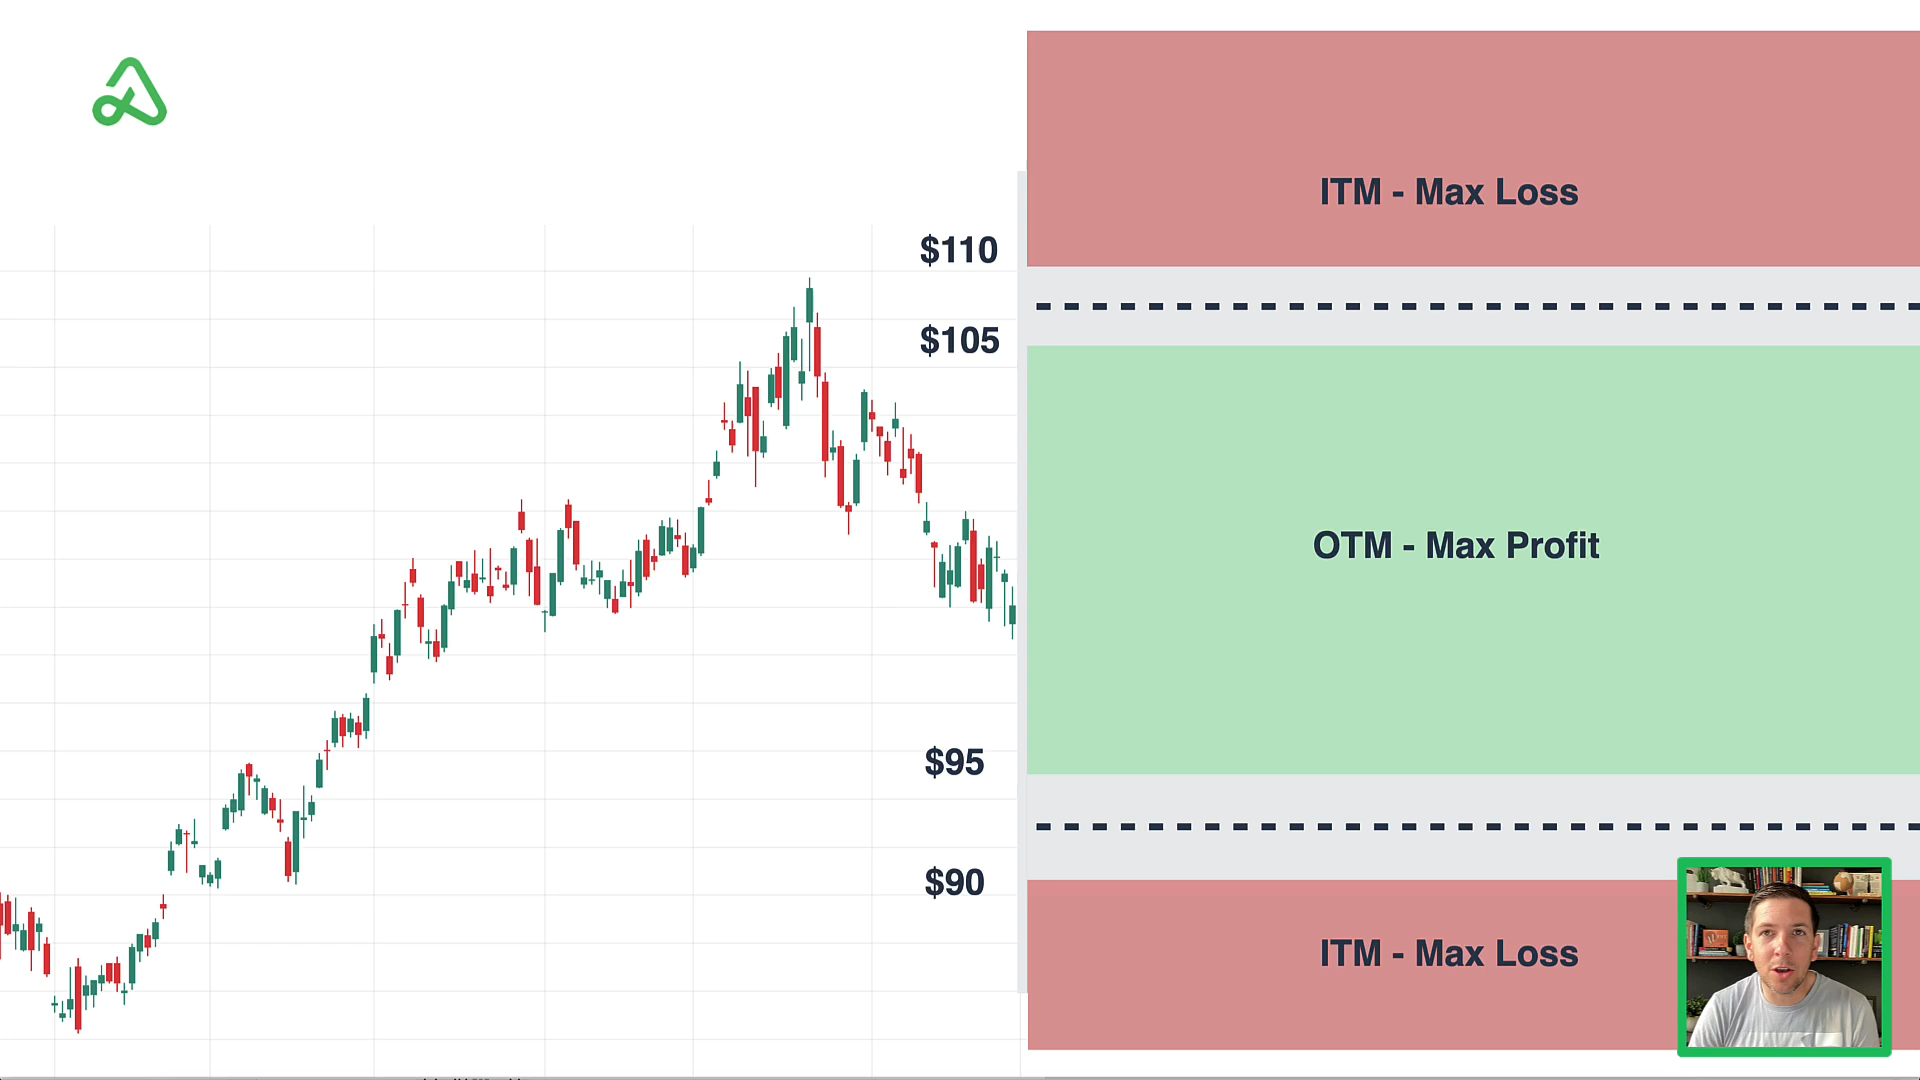 ITM - Max Loss
$110
$105
OTM - Max Profit
$95
$90
ITM - Max Loss